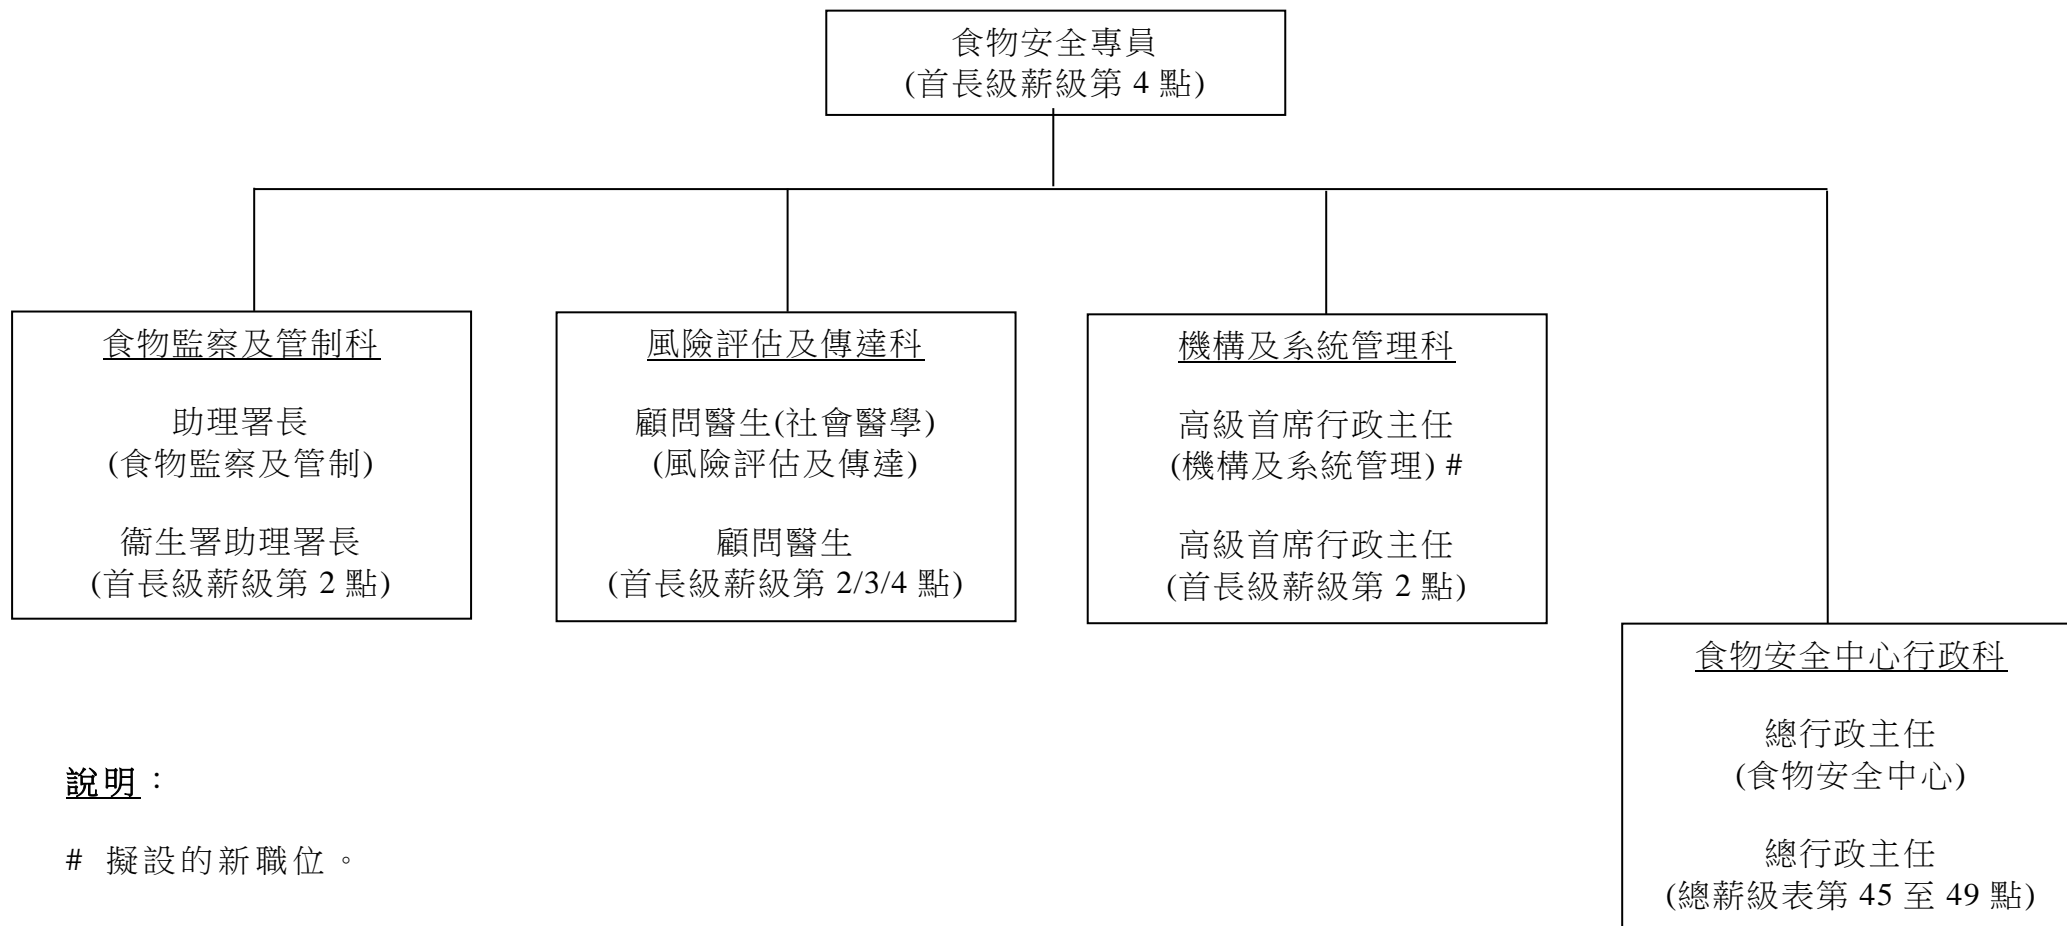 食物安全專員
(首長級薪級第 4 點)
食物監察及管制科
助理署長
(食物監察及管制)
衞生署助理署長
(首長級薪級第 2 點)
風險評估及傳達科
顧問醫生(社會醫學)
(風險評估及傳達)
顧問醫生
(首長級薪級第 2/3/4 點)
機構及系統管理科
高級首席行政主任
(機構及系統管理) #
高級首席行政主任
(首長級薪級第 2 點)
食物安全中心行政科
總行政主任
(食物安全中心)
總行政主任
(總薪級表第 45 至 49 點)
說明：
# 擬設的新職位。